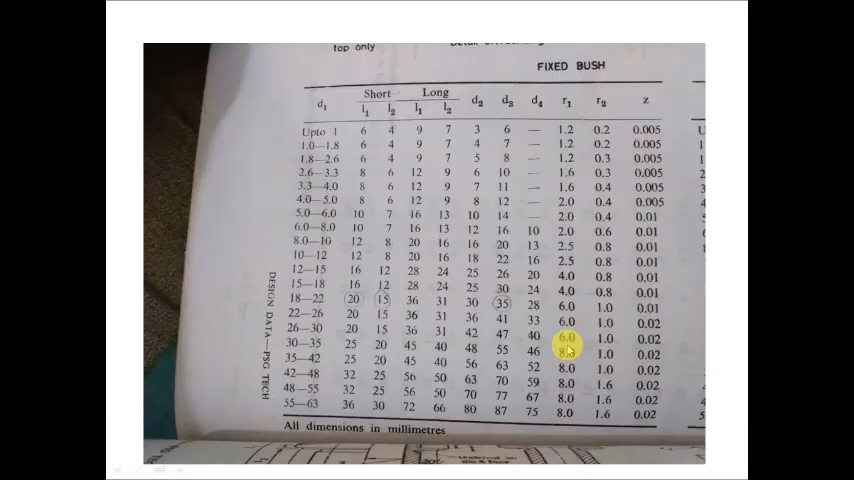 top only
FIXED BUSH
d1 Short Long d2 d3 d4 r1 r2 z
l1 l2 l1 l2
Upto 1 6 4 9 7 3 6 — 1.2 0.2 0.005
1.0—1.8 6 4 9 7 4 7 — 1.2 0.2 0.005
1.8—2.6 6 4 9 7 5 8 — 1.2 0.3 0.005
2.6—3.3 8 6 12 9 6 10 — 1.6 0.3 0.005
3.3—4.0 8 6 12 9 7 11 — 1.6 0.4 0.005
4.0—5.0 8 6 12 9 8 12 — 2.0 0.4 0.005
5.0—6.0 10 7 16 13 10 14 — 2.0 0.4 0.01
6.0—8.0 10 7 16 13 12 16 10 2.0 0.6 0.01
8.0—10 12 8 20 16 16 20 13 2.5 0.8 0.01
10—12 12 8 20 16 18 22 16 2.5 0.8 0.01
12—15 16 12 28 24 25 26 20 4.0 0.8 0.01
15—18 16 12 28 24 25 30 24 4.0 0.8 0.01
18—22 20 15 36 31 30 35 28 6.0 1.0 0.01
22—26 20 15 36 31 36 41 33 6.0 1.0 0.02
26—30 20 15 36 31 42 47 40 6.0 1.0 0.02
30—35 25 20 45 40 48 55 46 8.0 1.0 0.02
35—42 25 20 45 40 56 63 52 8.0 1.0 0.02
42—48 32 25 56 50 63 70 59 8.0 1.6 0.02
48—55 32 25 56 50 70 77 67 8.0 1.6 0.02
55—63 36 30 72 66 80 87 75 8.0 1.6 0.02
All dimensions in millimetres
DESIGN DATA—PSG TECH